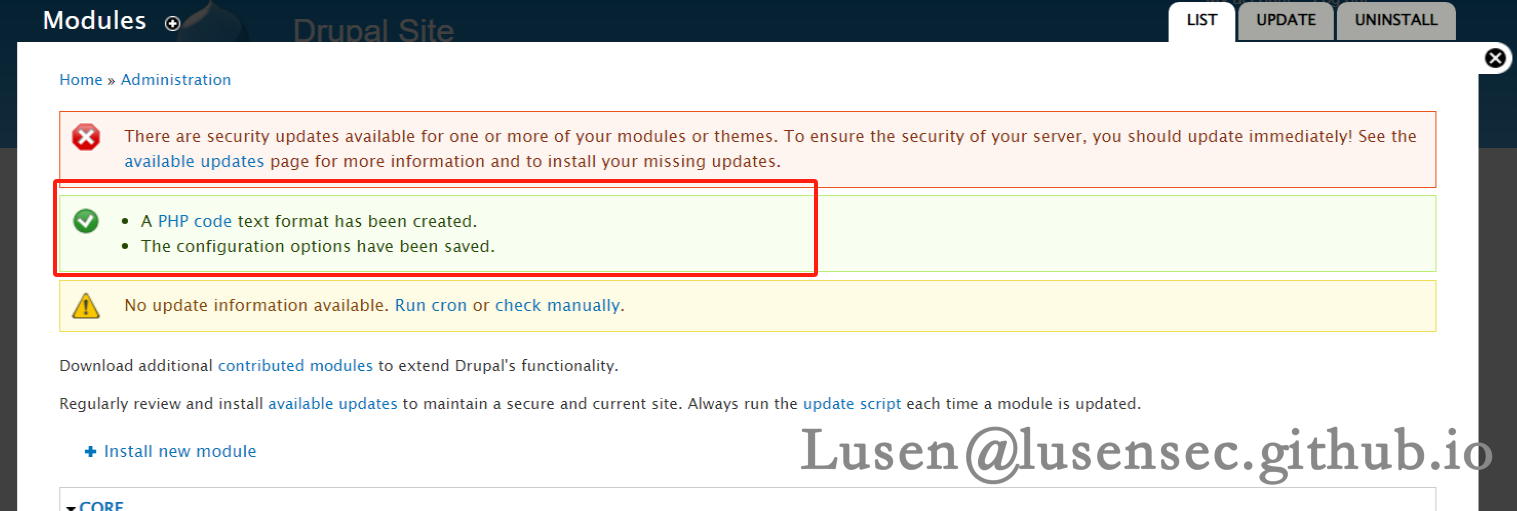 Modules
Drupal Site
LIST
UPDATE
UNINSTALL
Home » Administration
There are security updates available for one or more of your modules or themes. To ensure the security of your server, you should update immediately! See the
available updates page for more information and to install your missing updates.
• A PHP code text format has been created.
• The configuration options have been saved.
No update information available. Run cron or check manually.
Download additional contributed modules to extend Drupal's functionality.
Regularly review and install available updates to maintain a secure and current site. Always run the update script each time a module is updated.
Install new module
Lusen@lusensec.github.io
CORE